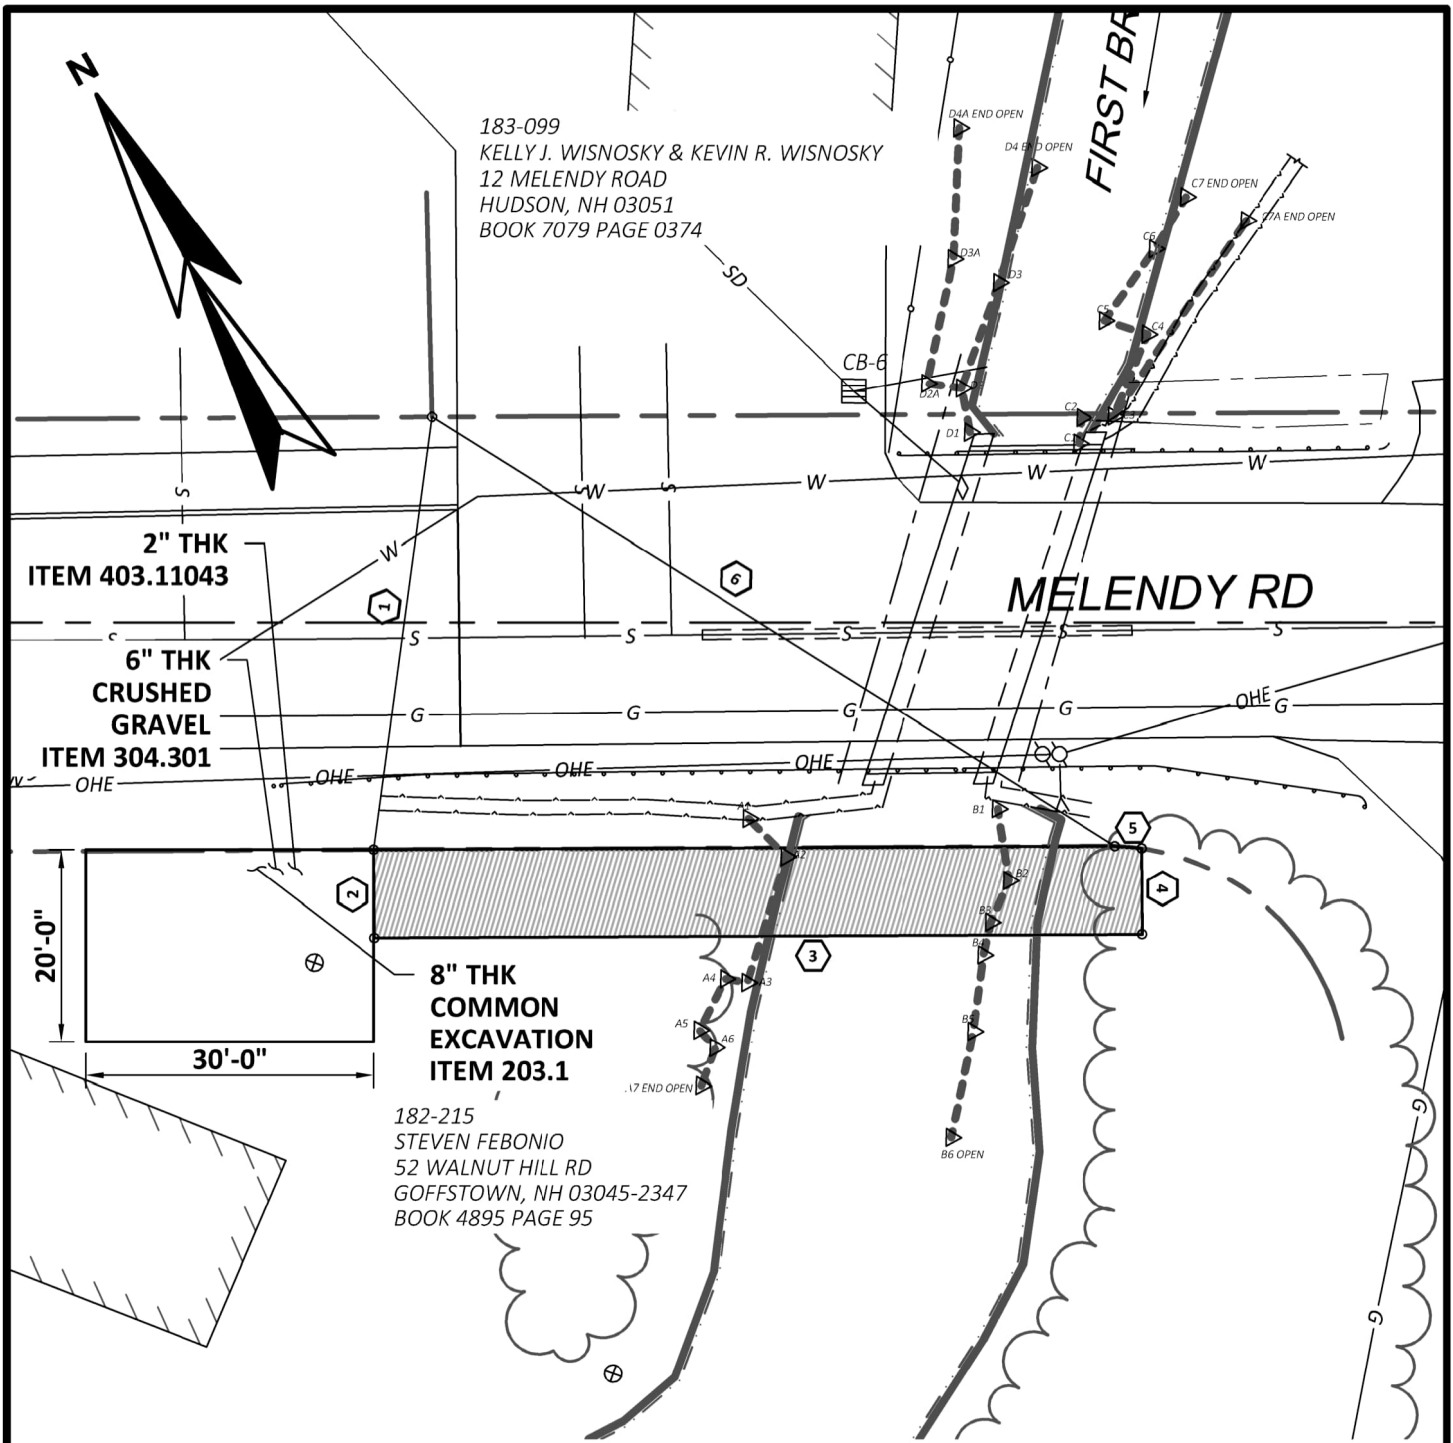 N
FIRST BR
183-099
KELLY J. WISNOSKY & KEVIN R. WISNOSKY
12 MELENDY ROAD
HUDSON, NH 03051
BOOK 7079 PAGE 0374
D4A END OPEN
D4 END OPEN
C7 END OPEN
C7A END OPEN
C6
D3A
D3
SD
C5
C4
CB-6
D2A
D
C2
C3
D1
C1
W
W
W
W
S
S
S
W
2" THK
ITEM 403.11043
1
6
MELENDY RD
S
S
S
S
S
6" THK
CRUSHED
GRAVEL
ITEM 304.301
G
G
G
G
OHE
G
OHE
OHE
OHE
OHE
A1
B1
5
A2
B2
2
4
B3
B4
3
20'-0"
A4
A3
8" THK
COMMON
EXCAVATION
ITEM 203.1
A5
A6
B5
30'-0"
A7 END OPEN
G
182-215
STEVEN FEBONIO
52 WALNUT HILL RD
GOFFSTOWN, NH 03045-2347
BOOK 4895 PAGE 95
B6 OPEN
G